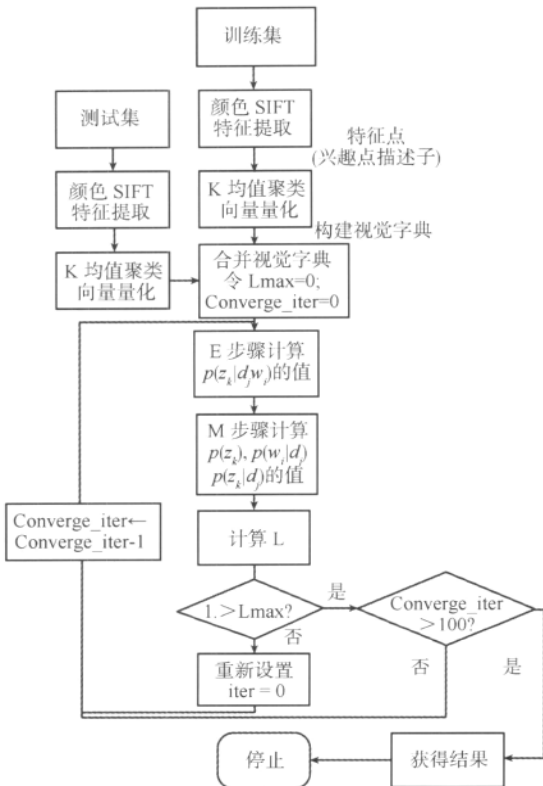 训练集
颜色 SIFT
特征提取
测试集
特征点
(兴趣点描述子)
颜色 SIFT
特征提取
K 均值聚类
向量量化
构建视觉字典
K 均值聚类
向量量化
合并视觉字典
令 Lmax=0;
Converge_iter=0
E 步骤计算
p(z_k|d_jw_i)的值
M 步骤计算
p(z_k), p(w_i|d_j)
p(z_k|d_j)的值
Converge_iter←
Converge_iter-1
计算 L
1.>Lmax?
是
Converge_iter
>100?
否
重新设置
iter = 0
否
是
停止
获得结果